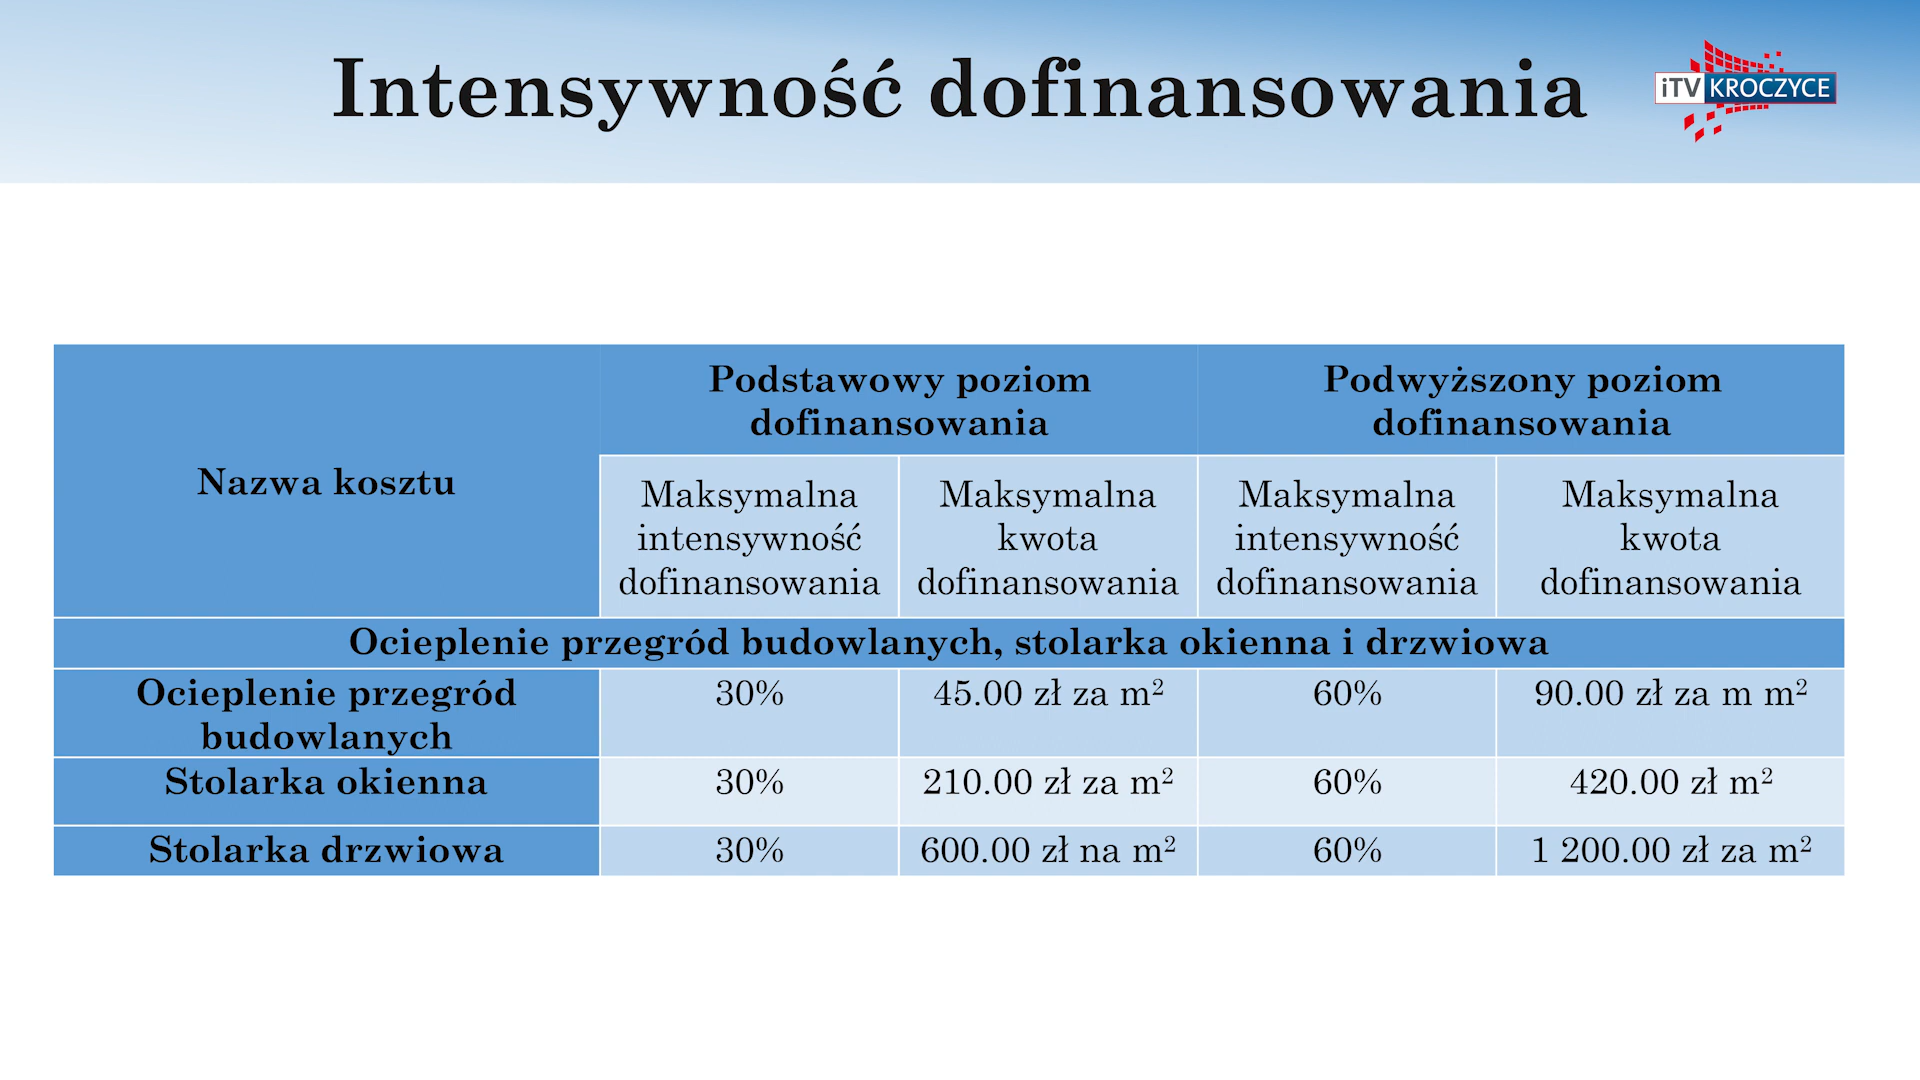 Intensywność dofinansowania
iTV KROCZYCE
Nazwa kosztu
Podstawowy poziom
dofinansowania
Podwyższony poziom
dofinansowania
Maksymalna
intensywność
dofinansowania
Maksymalna
kwota
dofinansowania
Maksymalna
intensywność
dofinansowania
Maksymalna
kwota
dofinansowania
Ocieplenie przegród budowlanych, stolarka okienna i drzwiowa
Ocieplenie przegród
budowlanych
30%
45.00 zł za m²
60%
90.00 zł za m m²
Stolarka okienna
30%
210.00 zł za m²
60%
420.00 zł m²
Stolarka drzwiowa
30%
600.00 zł na m²
60%
1 200.00 zł za m²